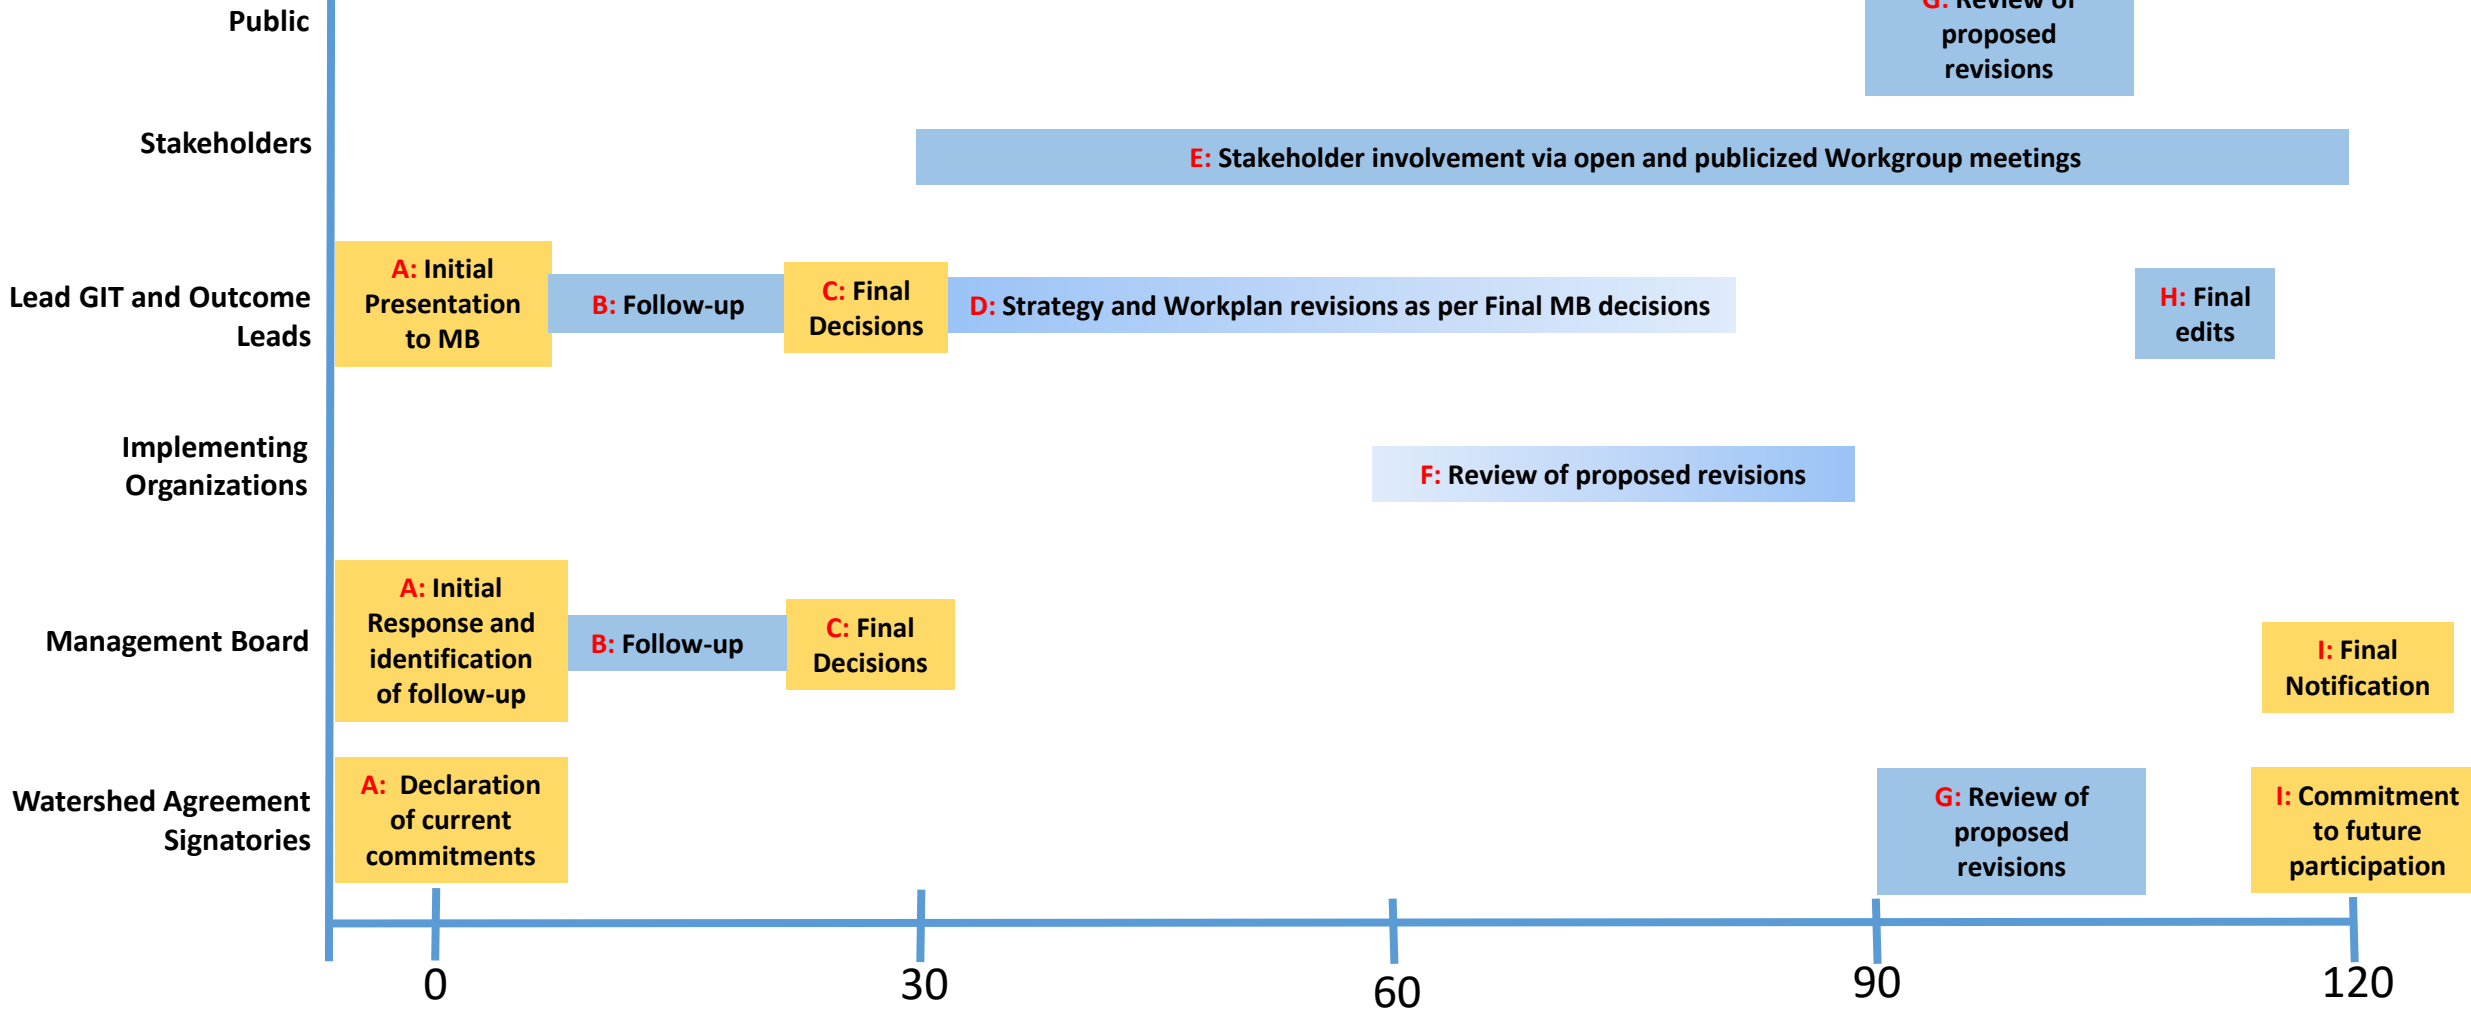 Public
G: Review of
proposed
revisions
Stakeholders
E: Stakeholder involvement via open and publicized Workgroup meetings
Lead GIT and Outcome
Leads
A: Initial
Presentation
to MB
B: Follow-up
C: Final
Decisions
D: Strategy and Workplan revisions as per Final MB decisions
H: Final
edits
Implementing
Organizations
F: Review of proposed revisions
Management Board
A: Initial
Response and
identification
of follow-up
B: Follow-up
C: Final
Decisions
I: Final
Notification
Watershed Agreement
Signatories
A: Declaration
of current
commitments
G: Review of
proposed
revisions
I: Commitment
to future
participation
0
30
60
90
120